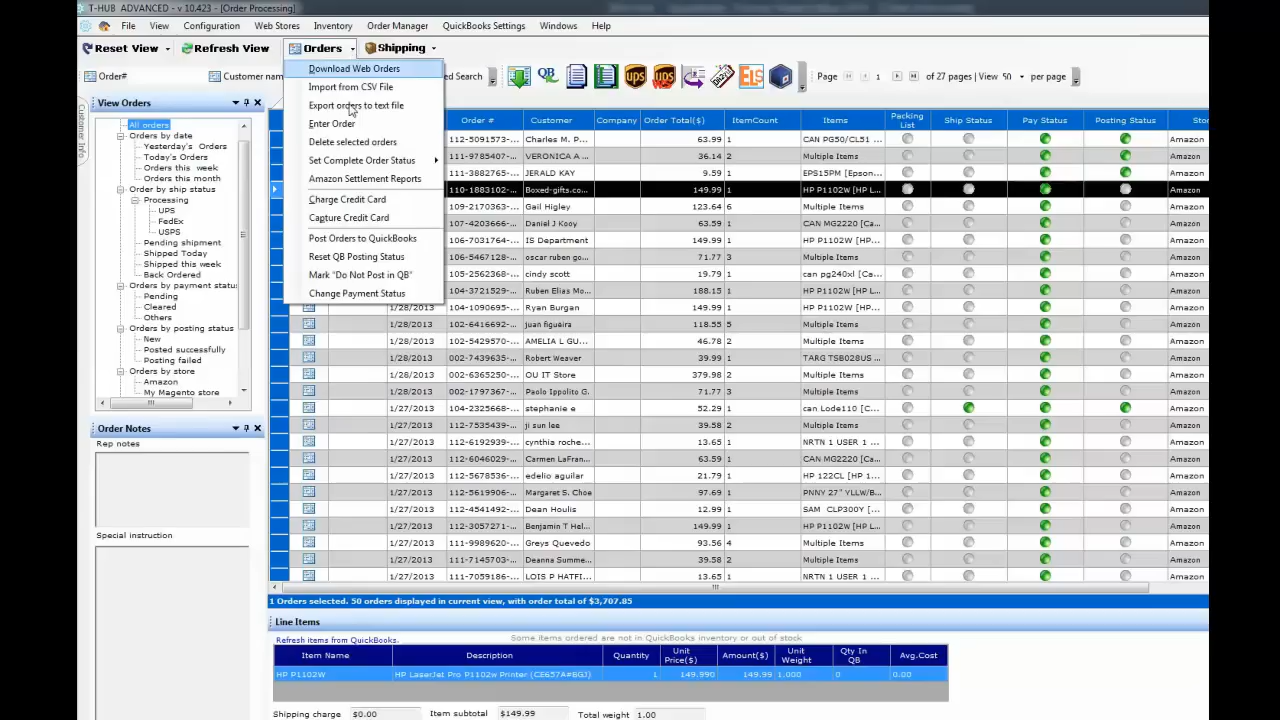 T-HUB ADVANCED - v 10.423 - [Order Processing]
File View Configuration Web Stores Inventory Order Manager QuickBooks Settings Windows Help
Reset View Refresh View Orders Shipping
Order# Customer nam ed Search QB UPS ELS Page 1 of 27 pages View 50 per page
Download Web Orders
Import from CSV File
Export orders to text file
Enter Order
Delete selected orders
Set Complete Order Status
Amazon Settlement Reports
Charge Credit Card
Capture Credit Card
Post Orders to QuickBooks
Reset QB Posting Status
Mark "Do Not Post in QB"
Change Payment Status
Customer Info
View Orders
All orders
Orders by date
Yesterday's Orders
Today's Orders
Orders this week
Orders this month
Order by ship status
Processing
UPS
FedEx
USPS
Pending shipment
Shipped Today
Shipped this week
Back Ordered
Orders by payment status
Pending
Cleared
Others
Orders by posting status
New
Posted successfully
Posting failed
Orders by store
Amazon
My Magento store
Order Notes
Rep notes
Special instruction
Order # Customer Company Order Total($) ItemCount Items Packing List Ship Status Pay Status Posting Status Sto
112-5091573-... Charles M. P... 63.99 1 CAN PG50/CL51 ... Amazon
111-9785407-... VERONICA A ... 36.14 2 Multiple Items Amazon
111-3882765-... JERALD KAY 9.59 1 EPS15PM [Engin... Amazon
110-1883102-... Boxed-gifts.co... 149.99 1 HP P1102W [HP L... Amazon
109-2170363-... Gail Higley 123.64 6 Multiple Items Amazon
107-4203666-... Daniel J Kooy 63.59 1 CAN MG2220 [Ca... Amazon
106-7031764-... IS Department 149.99 1 HP P1102W [HP L... Amazon
106-5467128-... oscar ruben go... 71.77 3 Multiple Items Amazon
105-2562368-... cindy scott 19.79 1 can pg240xl [Can... Amazon
104-3721529-... Ruben Elias Mo... 188.15 1 HP P1102W [HP L... Amazon
1/28/2013 104-1090695-... Ryan Burgan 149.99 1 HP P1102W [HP L... Amazon
1/28/2013 102-6416692-... juan figueira 118.55 5 Multiple Items Amazon
1/28/2013 102-5429550-... AMELIA L GU... 46.78 2 Multiple Items Amazon
1/28/2013 002-7439635-... Robert Weaver 39.99 1 TARG TSB028US ... Amazon
1/28/2013 002-6365250-... OU IT Store 379.98 2 Multiple Items Amazon
1/28/2013 002-1797367-... Paolo Ippolito G. 71.77 3 Multiple Items Amazon
1/27/2013 104-2325668-... stephanie e 52.29 1 can Lode110 [C... Amazon
1/27/2013 112-7535439-... ji sun lee 39.58 2 Multiple Items Amazon
1/27/2013 112-6192939-... cynthia roche... 13.65 1 NRTN 1 USER 1 ... Amazon
1/27/2013 112-6046029-... Carmen LaFran... 63.59 1 CAN MG2220 [Ca... Amazon
1/27/2013 112-5678536-... edelio aguilar 21.79 1 HP 122CL [HP 1... Amazon
1/27/2013 112-5619906-... Margaret S. Choe 97.69 1 PNNY 27" YLLW/B... Amazon
1/27/2013 112-4541492-... Dean Houlis 12.99 1 SAM CLP300Y [... Amazon
1/27/2013 112-3057271-... Benjamin T Hel... 149.99 1 HP P1102W [HP L... Amazon
1/27/2013 111-9989620-... Greys Quevedo 93.56 4 Multiple Items Amazon
1/27/2013 111-7145703-... Deanna Summe... 39.58 2 Multiple Items Amazon
1/27/2013 111-7059186-... LOIS P HATFI... 13.65 1 NRTN 1 USER 1 ... Amazon
1 Orders selected. 50 orders displayed in current view, with order total of $3,707.85
Line Items
Refresh items from QuickBooks. Some items ordered are not in QuickBooks inventory or out of stock
Item Name Description Quantity Unit Price($) Amount($) Unit Weight Qty In QB Avg.Cost
HP P1102W HP LaserJet Pro P1102w Printer (CE657A#BGJ) 1 149.990 149.99 1.000 0 0.00
Shipping charge $0.00 Item subtotal $149.99 Total weight 1.00